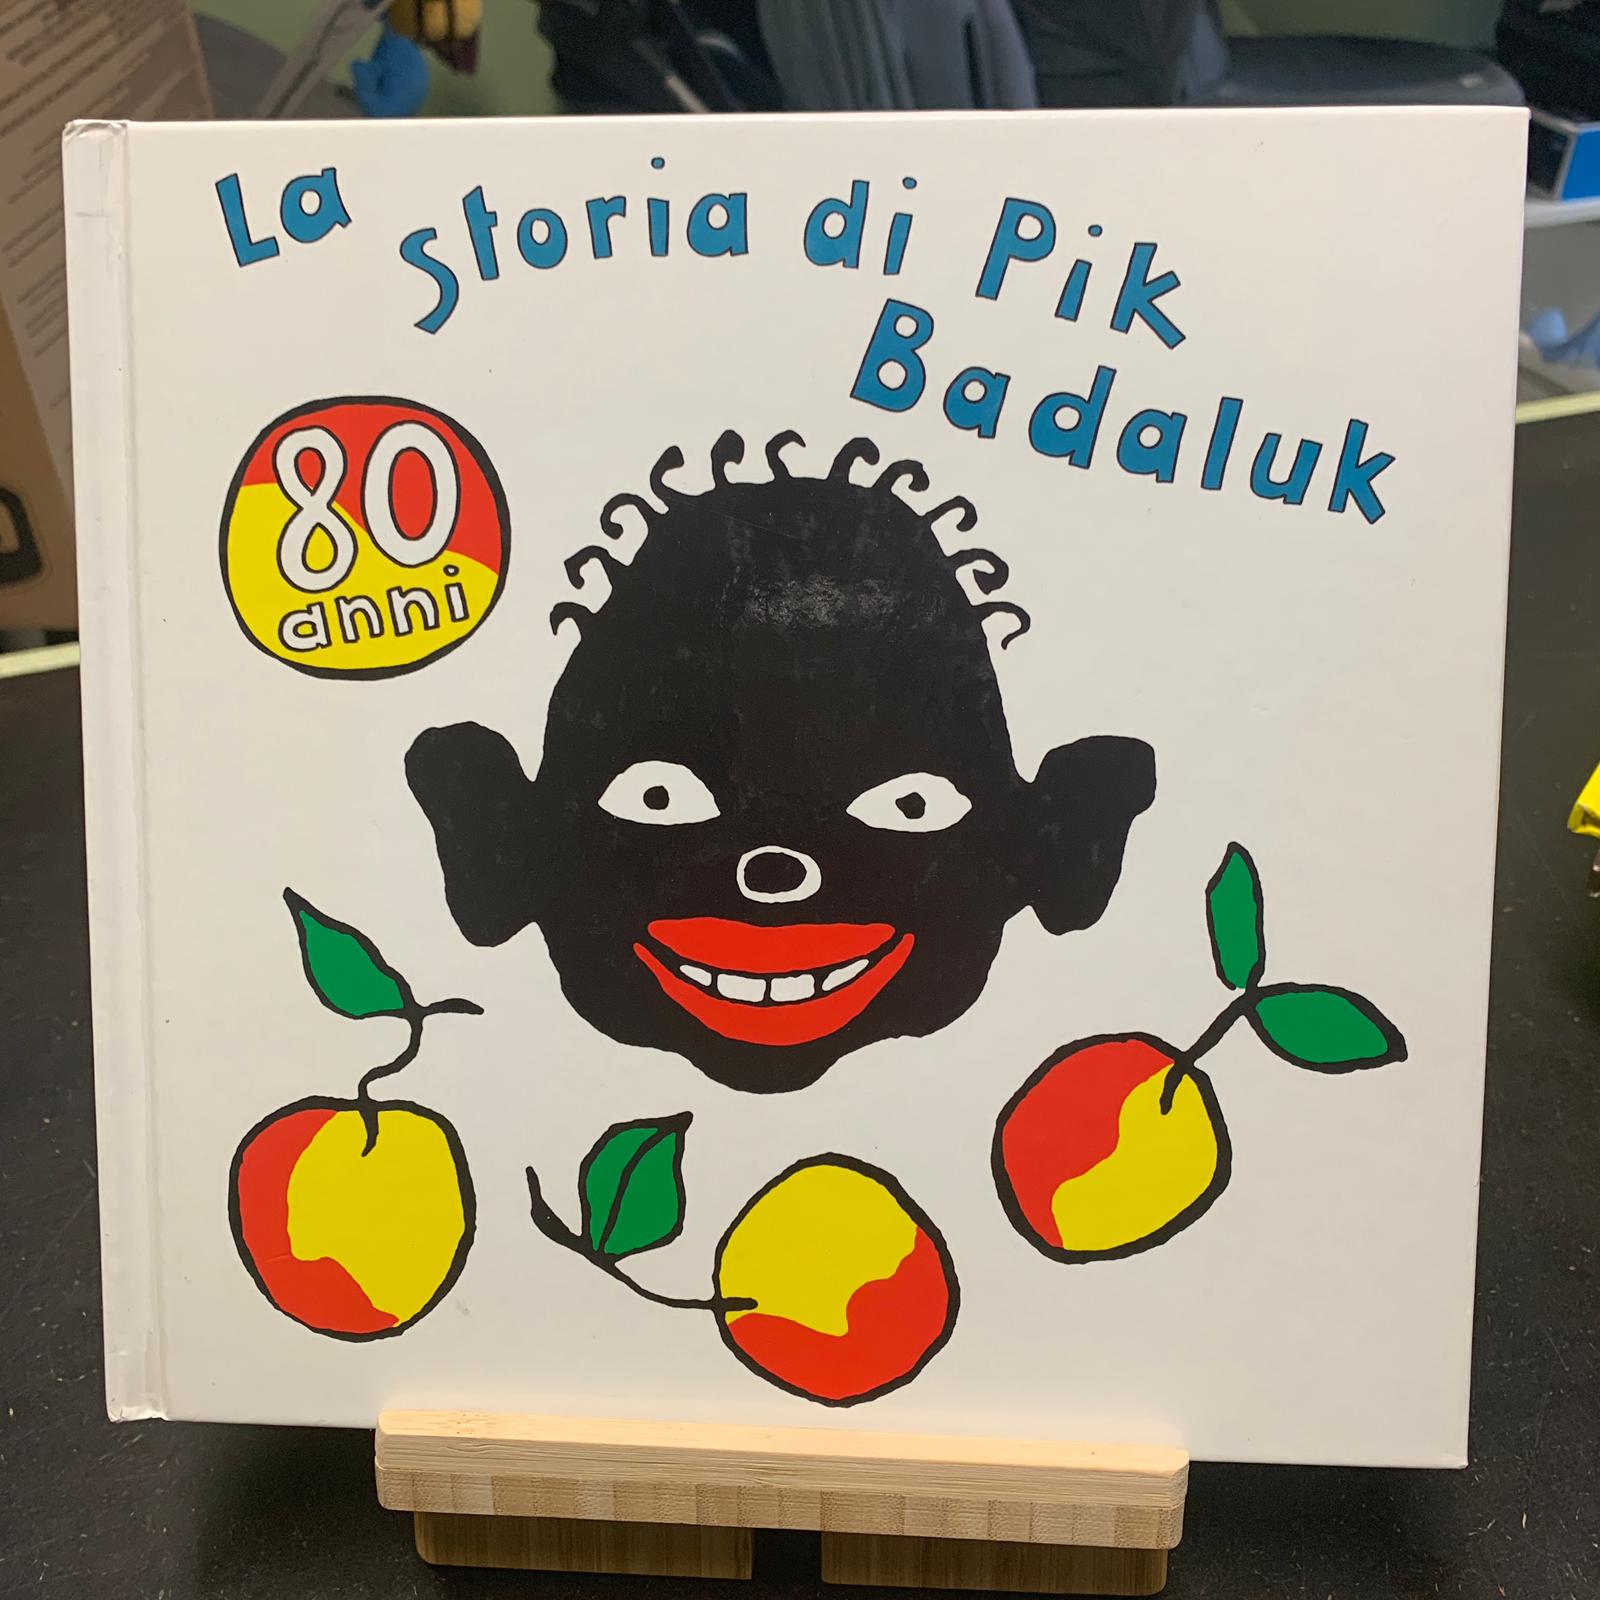 La Storia di Pik
Badaluk
80
anni